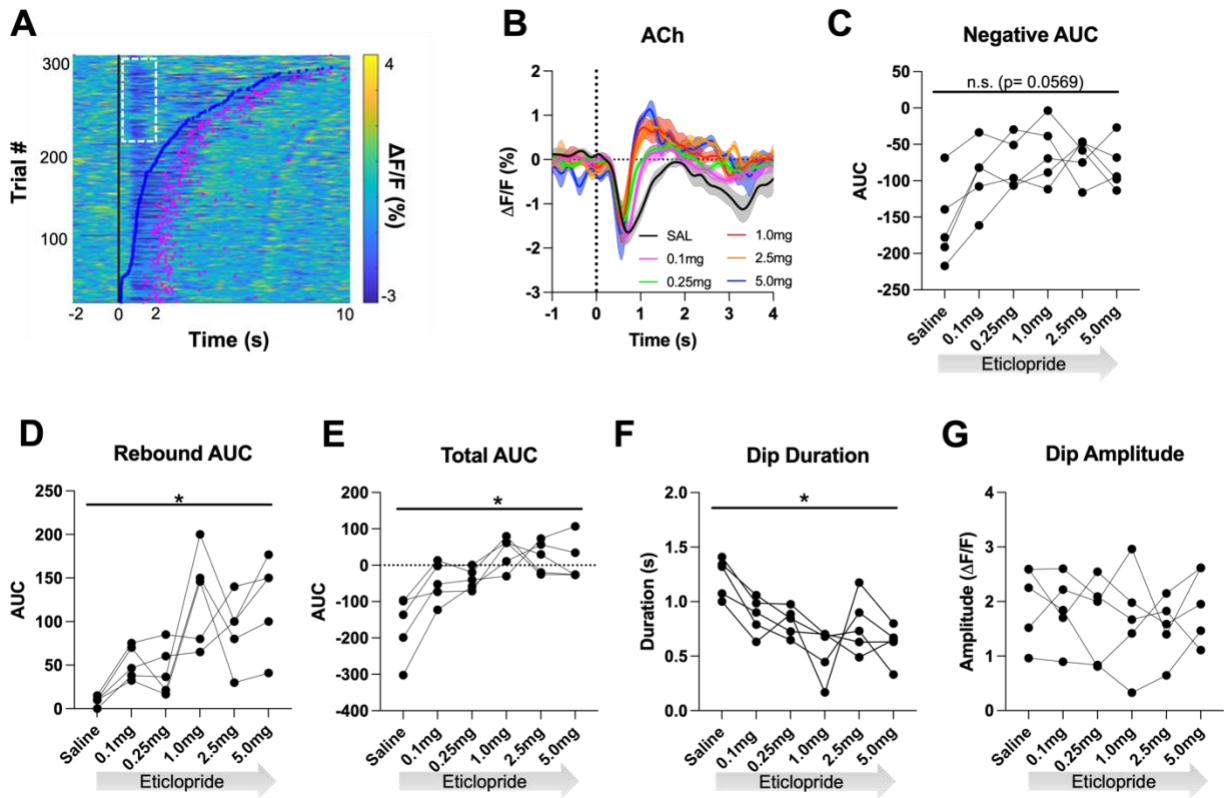 A
300
200
100
Trial #
-2
0
2
10
Time (s)
4
-3
ΔF/F (%)
B
ACh
2
1
0
-1
-2
-3
ΔF/F (%)
-1
0
1
2
3
4
Time (s)
SAL
0.1mg
0.25mg
1.0mg
2.5mg
5.0mg
C
Negative AUC
n.s. (p= 0.0569)
50
0
-50
-100
-150
-200
-250
AUC
Saline
0.1mg
0.25mg
1.0mg
2.5mg
5.0mg
Eticlopride
D
Rebound AUC
*
250
200
150
100
50
0
AUC
Saline
0.1mg
0.25mg
1.0mg
2.5mg
5.0mg
Eticlopride
E
Total AUC
*
200
100
0
-100
-200
-300
-400
AUC
Saline
0.1mg
0.25mg
1.0mg
2.5mg
5.0mg
Eticlopride
F
Dip Duration
*
2.0
1.5
1.0
0.5
0.0
Duration (s)
Saline
0.1mg
0.25mg
1.0mg
2.5mg
5.0mg
Eticlopride
G
Dip Amplitude
4
3
2
1
0
Amplitude (ΔF/F)
Saline
0.1mg
0.25mg
1.0mg
2.5mg
5.0mg
Eticlopride